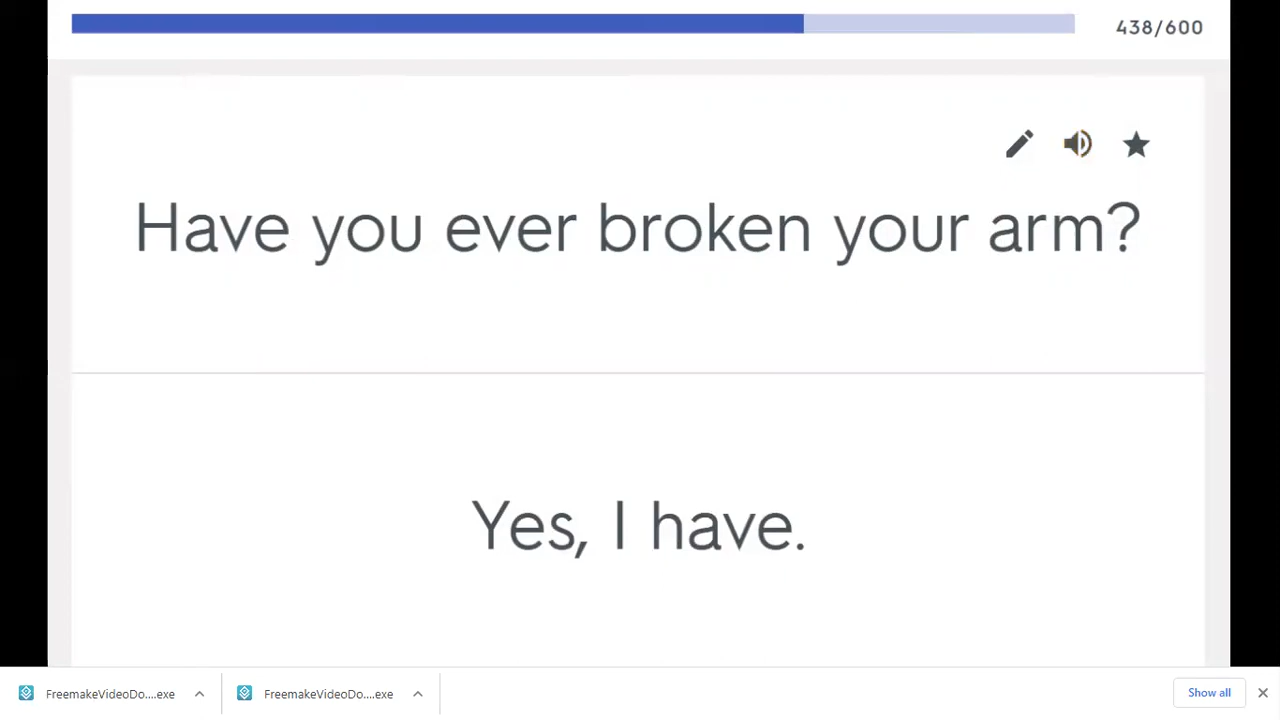 438/600
Have you ever broken your arm?
Yes, I have.
FreemakeVideoDo....exe
FreemakeVideoDo....exe
Show all